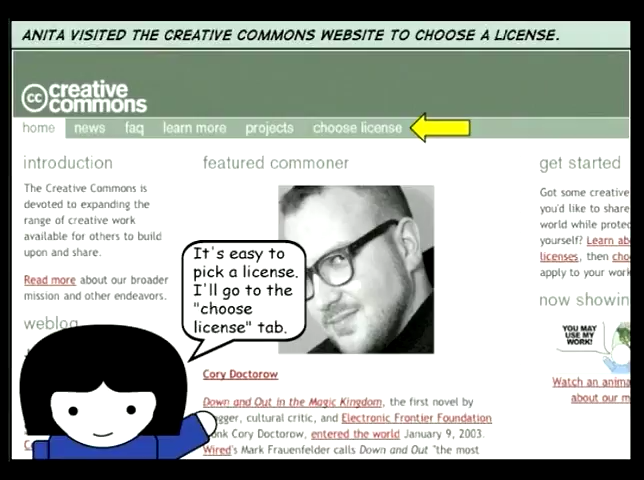 ANITA VISITED THE CREATIVE COMMONS WEBSITE TO CHOOSE A LICENSE.
cc creative
commons
home news faq learn more projects choose license
introduction
The Creative Commons is
devoted to expanding the
range of creative work
available for others to build
upon and share.
Read more about our broader
mission and other endeavors.
weblog
featured commoner
It's easy to
pick a license.
I'll go to the
"choose
license" tab.
Cory Doctorow
Down and Out in the Magic Kingdom, the first novel by
cultural critic, and Electronic Frontier Foundation
Cory Doctorow, entered the world January 9, 2003.
Wired's Mark Frauenfelder calls Down and Out "the most
get started
Got some creative
you'd like to share
world while protec
yourself? Learn ab
licenses, then cho
apply to your work
now showin
YOU MAY
USE MY
WORK!
Watch an anima
about our m